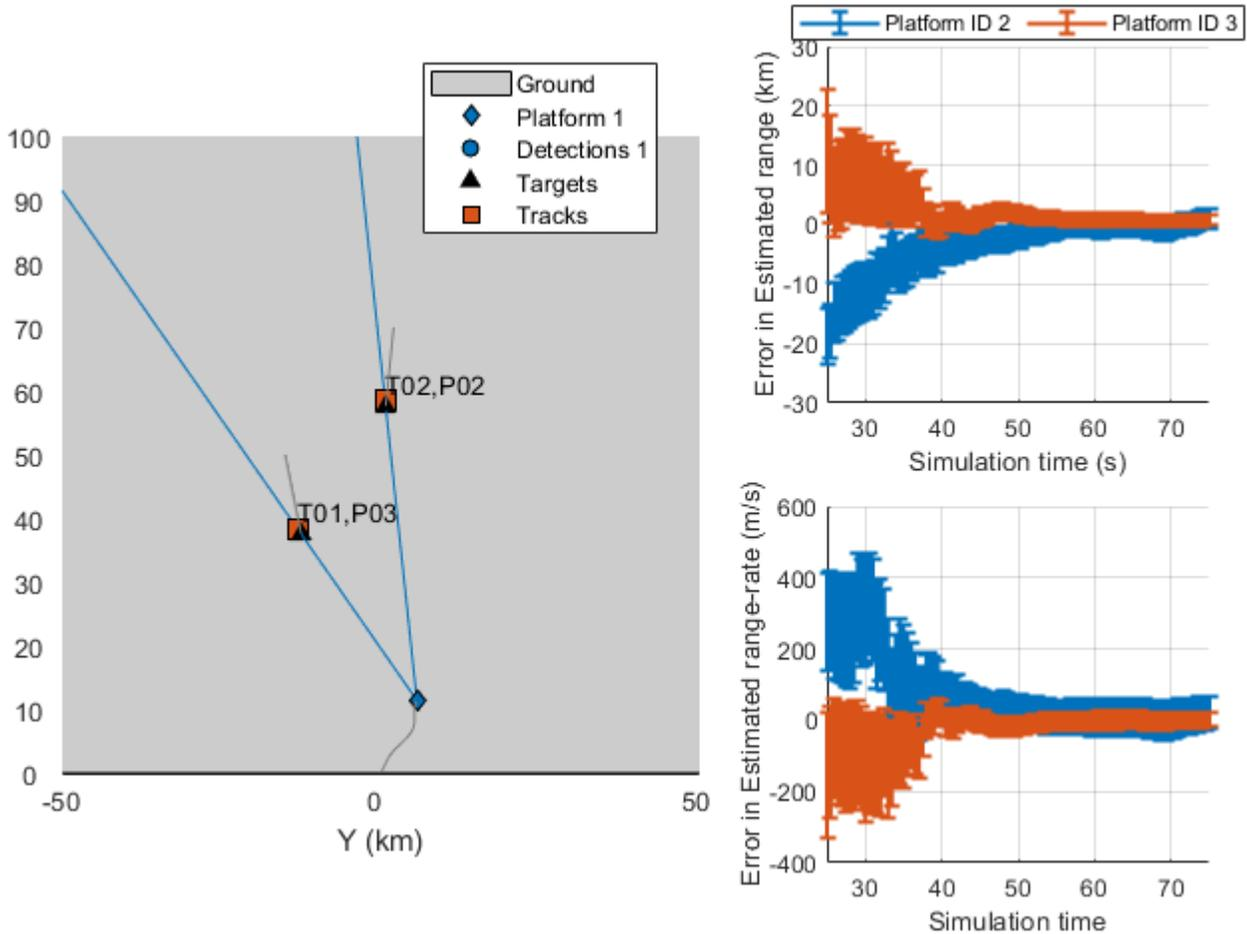 Ground
Platform 1
Detections 1
Targets
Tracks
100
90
80
70
60
50
40
30
20
10
0
T02,P02
T01,P03
-50
0
50
Y (km)
Platform ID 2
Platform ID 3
Error in Estimated range (km)
30
20
10
0
-10
-20
-30
30
40
50
60
70
Simulation time (s)
Error in Estimated range-rate (m/s)
600
400
200
0
-200
-400
30
40
50
60
70
Simulation time